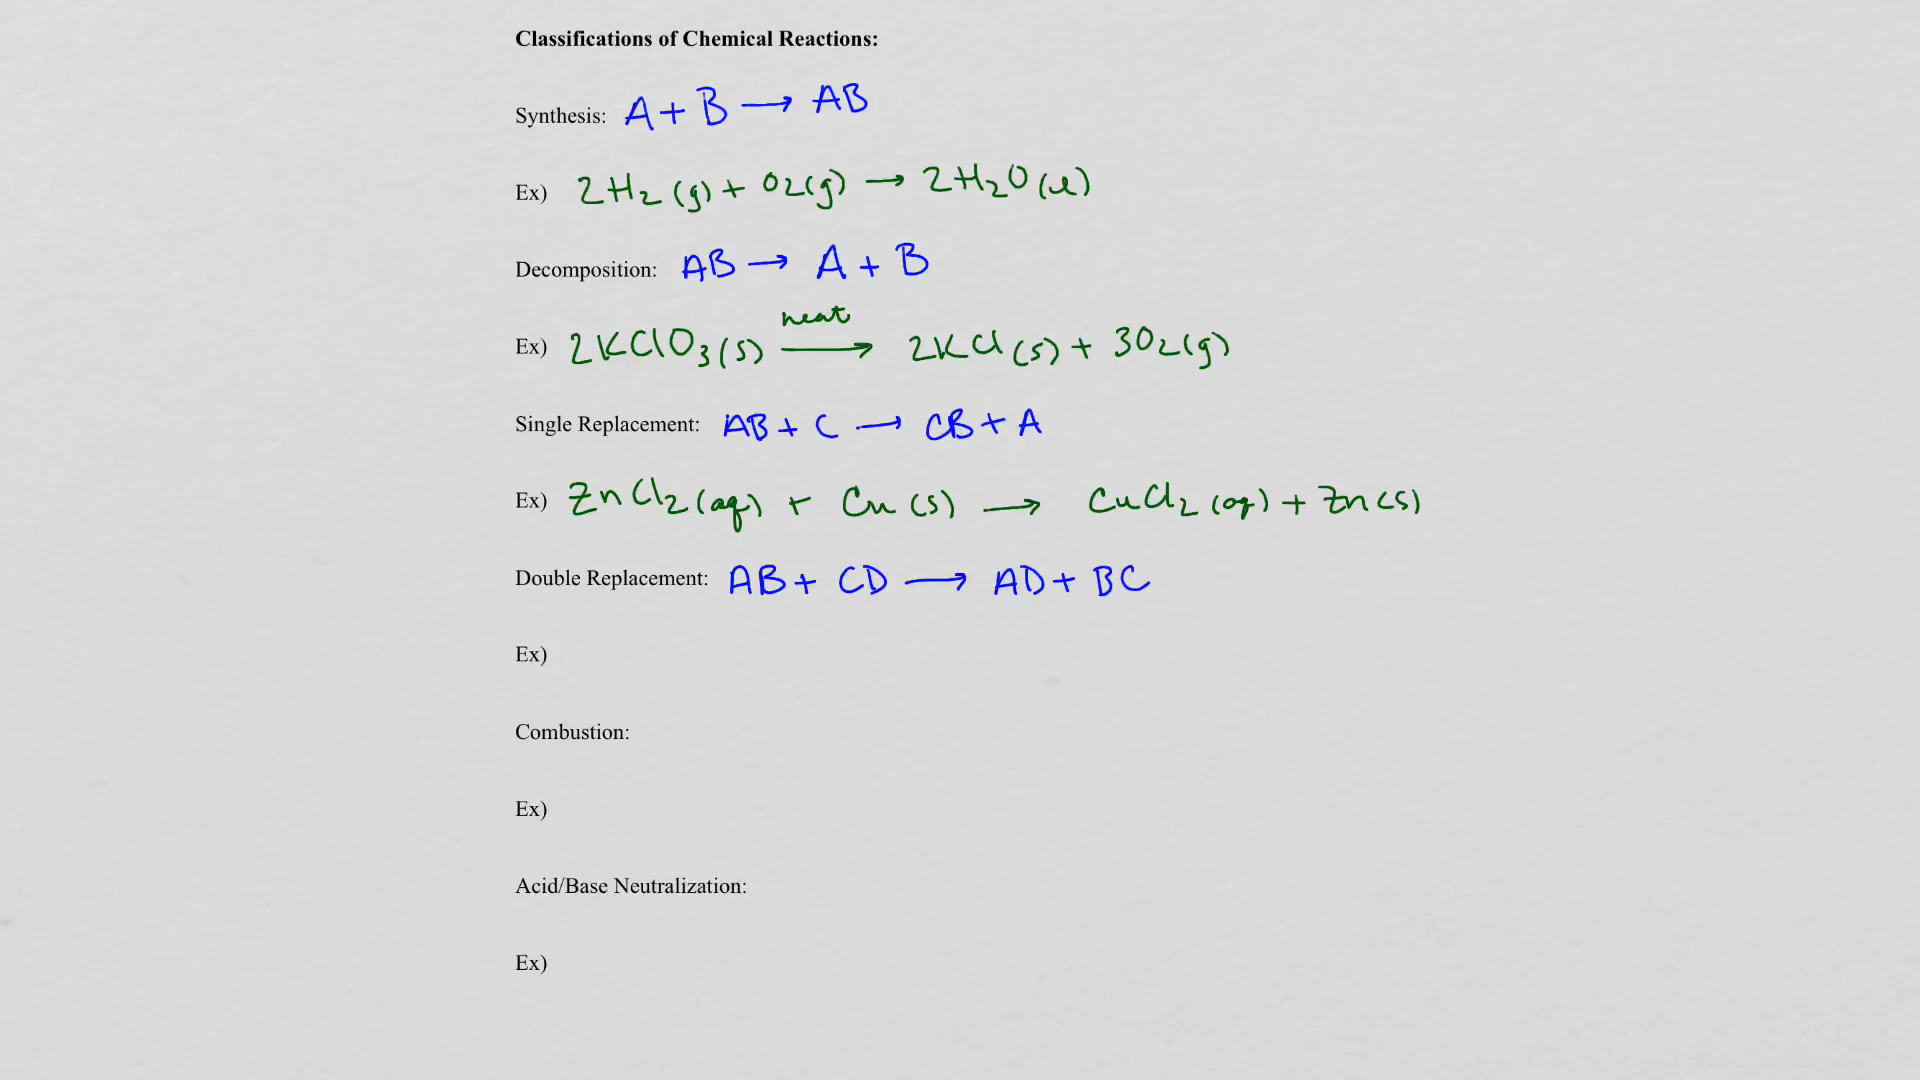 Classifications of Chemical Reactions:
Synthesis: A + B → AB
Ex) 2H₂(g) + O₂(g) → 2H₂O(l)
Decomposition: AB → A + B
heat
Ex) 2KClO₃(s) → 2KCl(s) + 3O₂(g)
Single Replacement: AB + C → CB + A
Ex) ZnCl₂(aq) + Cu(s) → CuCl₂(aq) + Zn(s)
Double Replacement: AB + CD → AD + BC
Ex)
Combustion:
Ex)
Acid/Base Neutralization:
Ex)